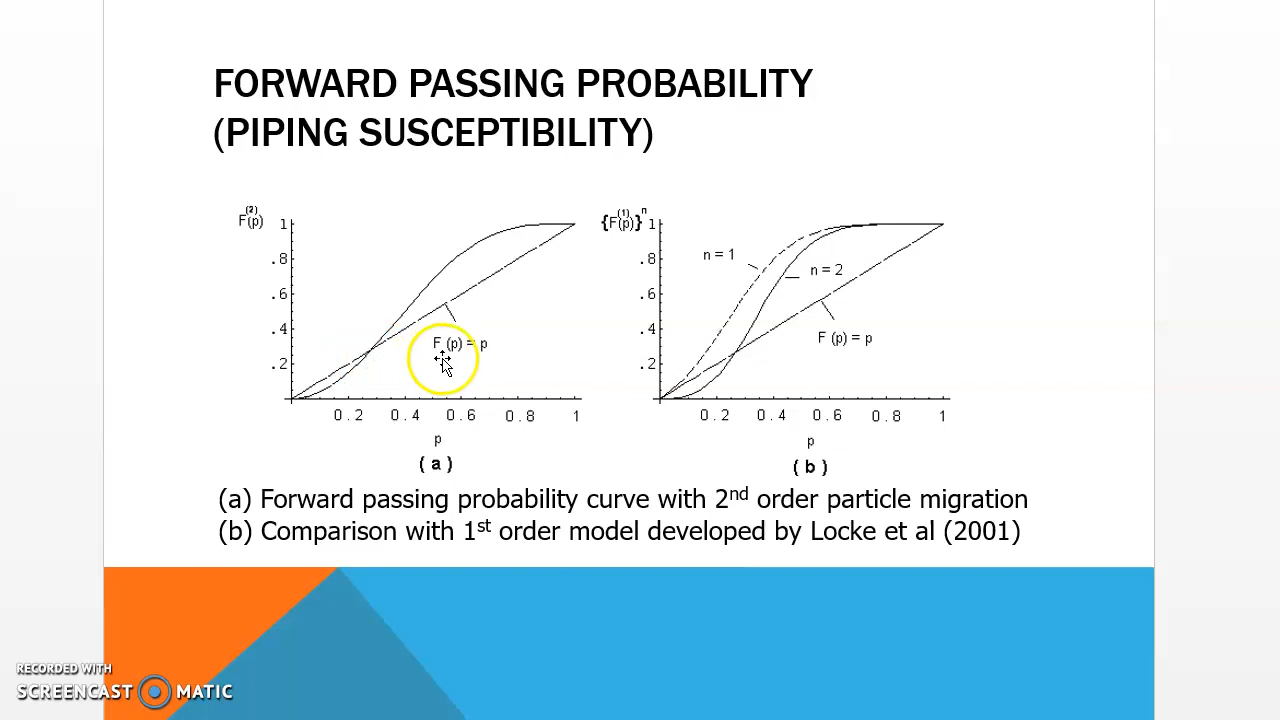 FORWARD PASSING PROBABILITY
(PIPING SUSCEPTIBILITY)
F(p)(2)
1
.8
.6
.4
.2
F (p) = p
0.2 0.4 0.6 0.8 1
p
(a)
{F(p)(1)}n
1
.8
.6
.4
.2
n = 1
n = 2
F (p) = p
0.2 0.4 0.6 0.8 1
p
(b)
(a) Forward passing probability curve with 2nd order particle migration
(b) Comparison with 1st order model developed by Locke et al (2001)
RECORDED WITH
SCREENCAST MATIC